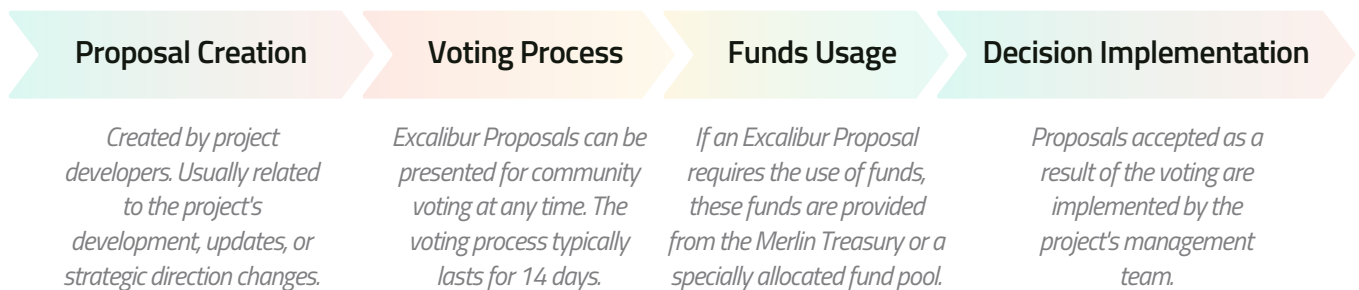 Proposal Creation
Created by project
developers. Usually related
to the project's
development, updates, or
strategic direction changes.
Voting Process
Excalibur Proposals can be
presented for community
voting at any time. The
voting process typically
lasts for 14 days.
Funds Usage
If an Excalibur Proposal
requires the use of funds,
these funds are provided
from the Merlin Treasury or a
specially allocated fund pool.
Decision Implementation
Proposals accepted as a
result of the voting are
implemented by the
project's management
team.